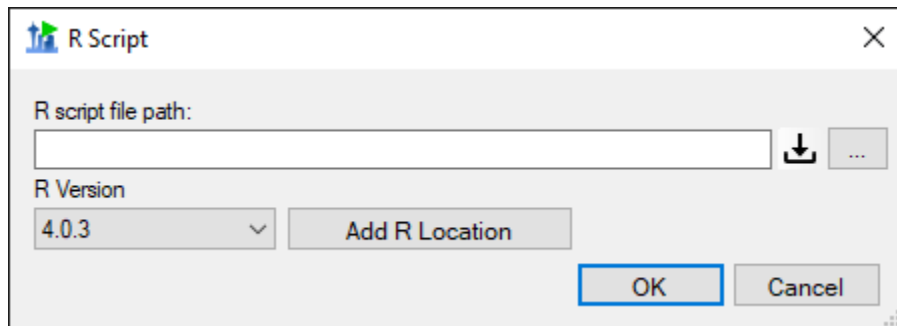 R Script
R script file path:
...
R Version
4.0.3
Add R Location
OK
Cancel